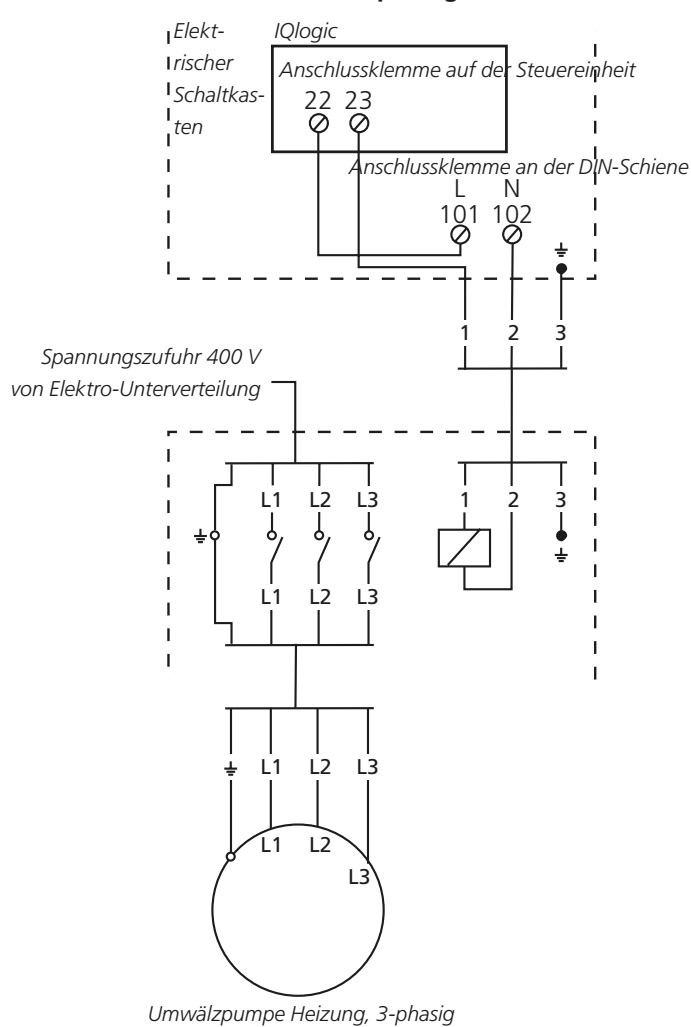 Elekt-
rischer
Schaltkas-
ten
IQlogic
Anschlussklemme auf der Steuereinheit
22 23
Anschlussklemme an der DIN-Schiene
L N
101 102
1 2 3
Spannungszufuhr 400 V
von Elektro-Unterverteilung
L1 L2 L3
1 2 3
L1 L2 L3
L1 L2 L3
L1 L2
L3
Umwälzpumpe Heizung, 3-phasig